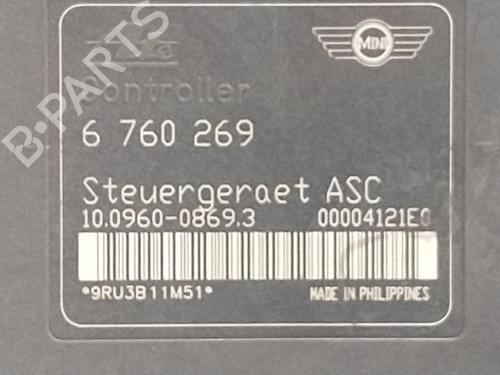 MINI
Controller
6 760 269
Steuergeraet ASC
10.0960-0869.3 00004121E0
*9RU3B11M51* MADE IN PHILIPPINES
B-PARTS